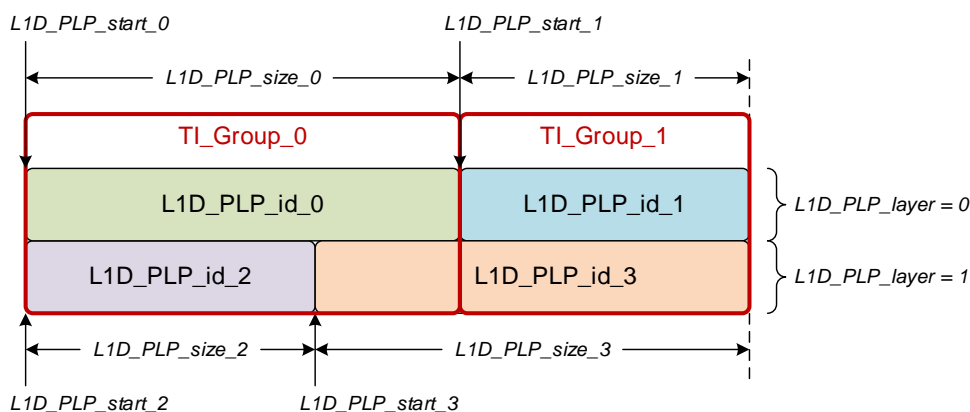 L1D_PLP_start_0 L1D_PLP_start_1
L1D_PLP_size_0 L1D_PLP_size_1
TI_Group_0 TI_Group_1
L1D_PLP_id_0 L1D_PLP_id_1 L1D_PLP_layer = 0
L1D_PLP_id_2 L1D_PLP_id_3 L1D_PLP_layer = 1
L1D_PLP_size_2 L1D_PLP_size_3
L1D_PLP_start_2 L1D_PLP_start_3